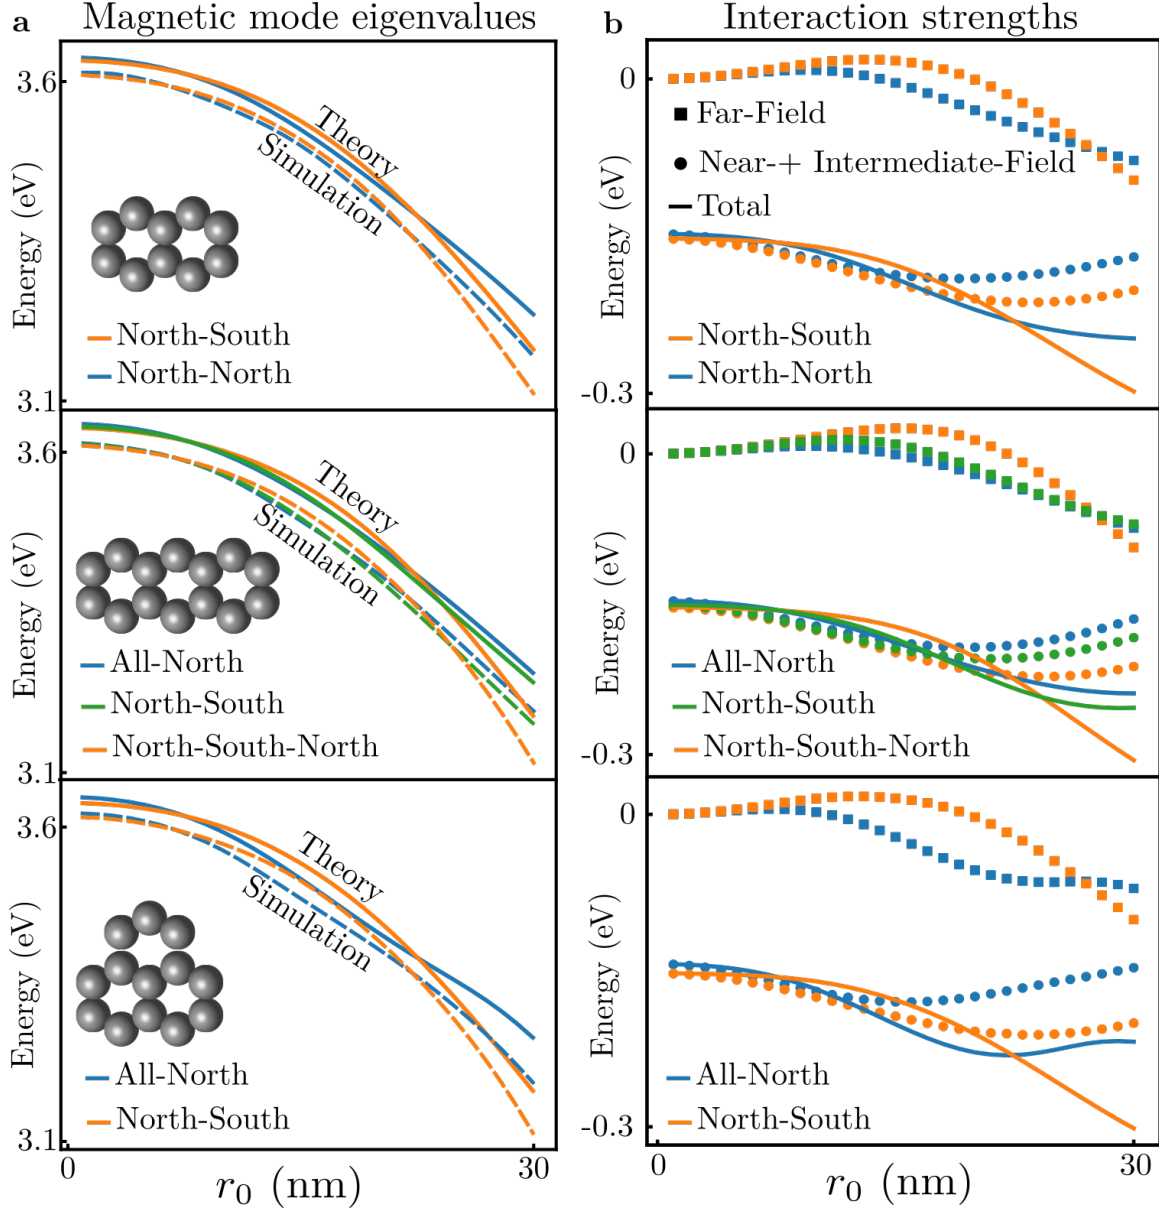 a Magnetic mode eigenvalues
b Interaction strengths
3.6
Energy (eV)
3.1
Theory
Simulation
North-South
North-North
0
Energy (eV)
-0.3
Far-Field
Near-+ Intermediate-Field
Total
North-South
North-North
3.6
Energy (eV)
3.1
Theory
Simulation
All-North
North-South
North-South-North
0
Energy (eV)
-0.3
All-North
North-South
North-South-North
3.6
Energy (eV)
3.1
Theory
Simulation
All-North
North-South
0 30
r₀ (nm)
0
Energy (eV)
-0.3
All-North
North-South
0 30
r₀ (nm)